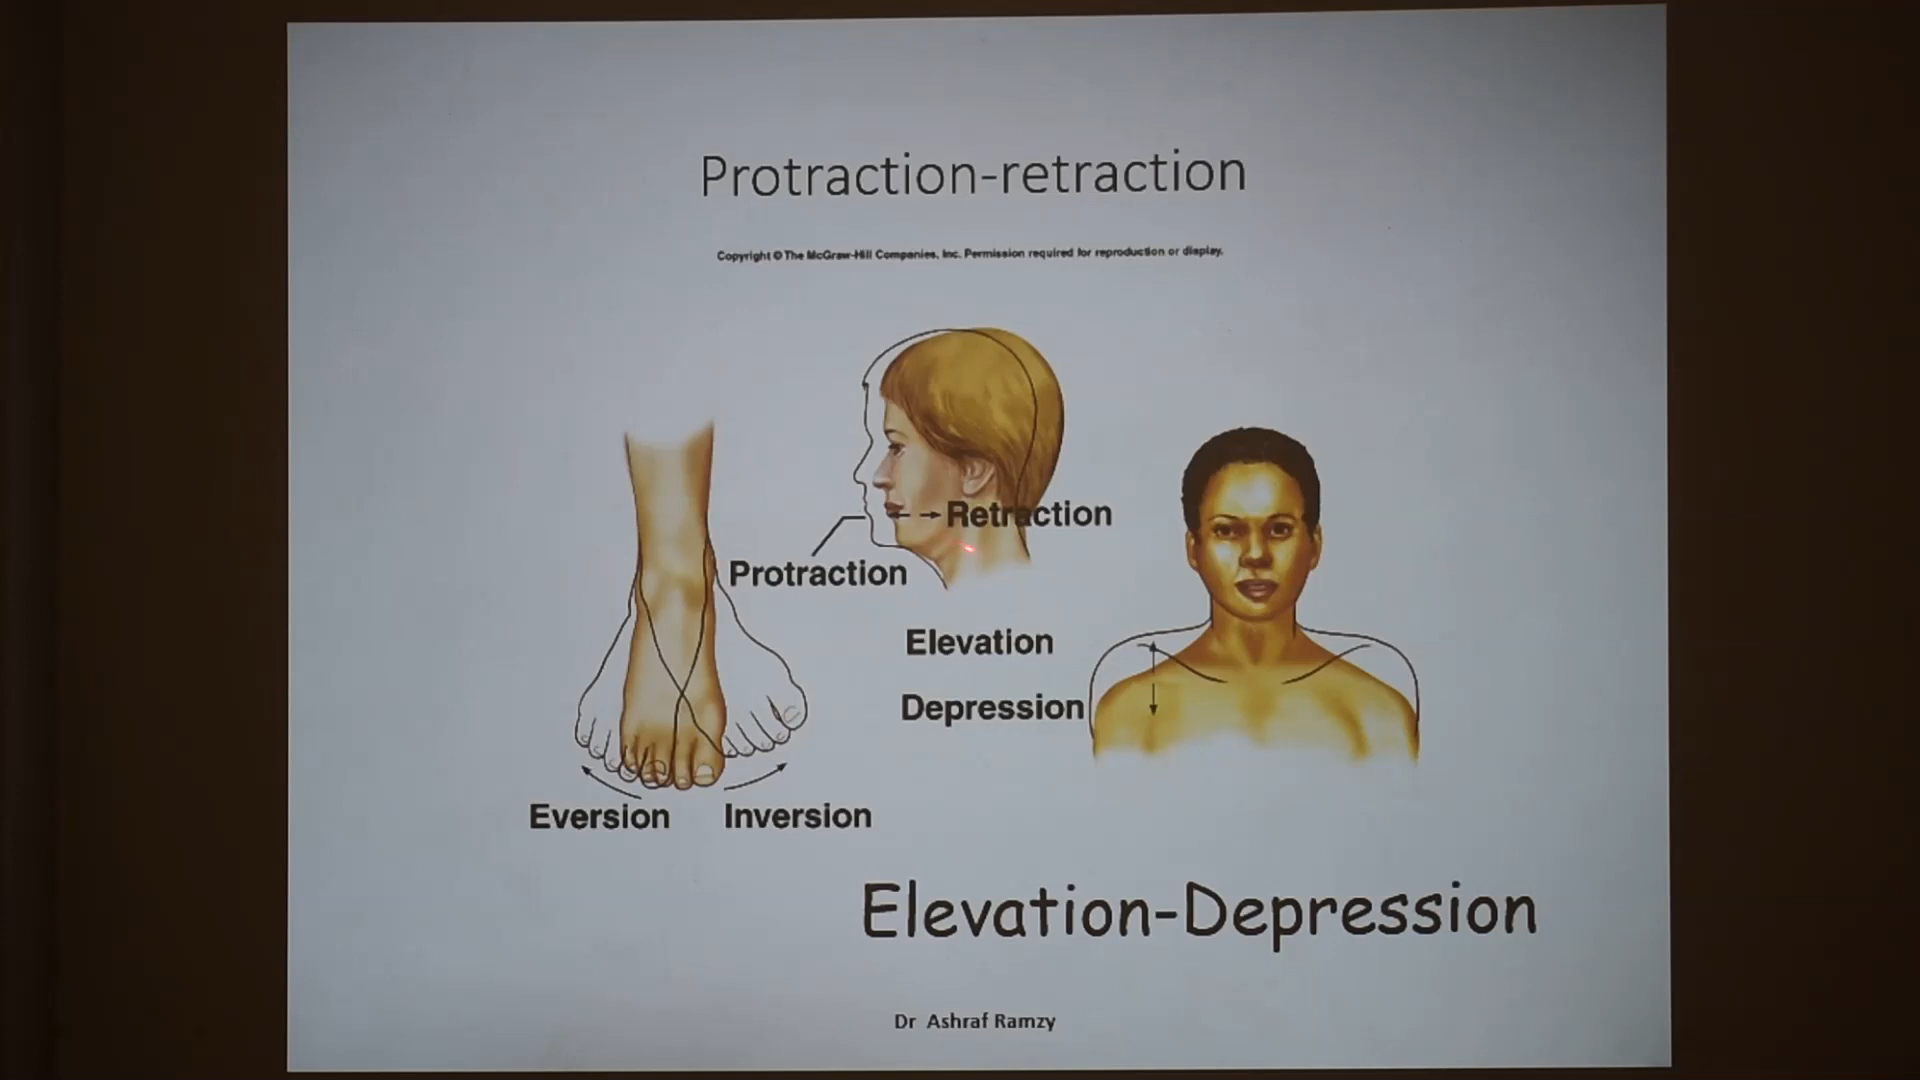 Protraction-retraction
Copyright © The McGraw-Hill Companies, Inc. Permission required for reproduction or display.
Retraction
Protraction
Elevation
Depression
Eversion Inversion
Elevation-Depression
Dr Ashraf Ramzy